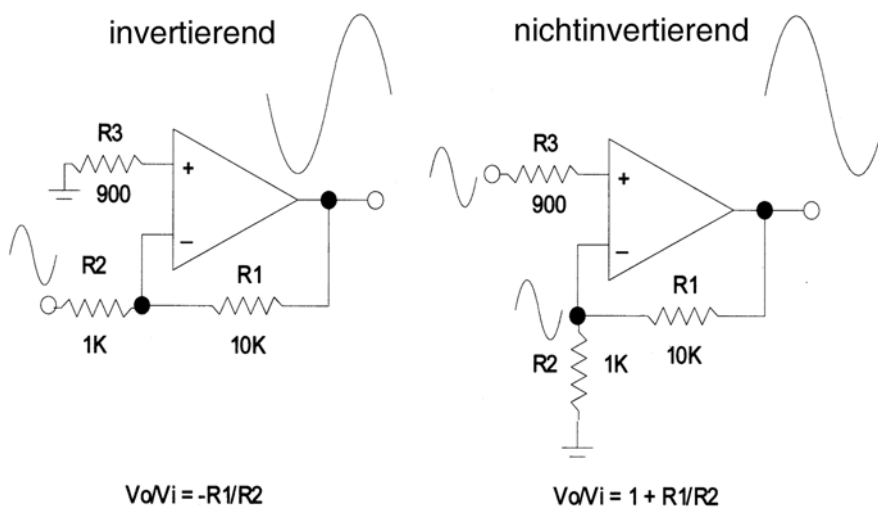 invertierend
R3
+
900
−
R2
R1
1K
10K
Vo/Vi = -R1/R2
nichtinvertierend
R3
+
900
−
R1
R2
1K
10K
Vo/Vi = 1 + R1/R2